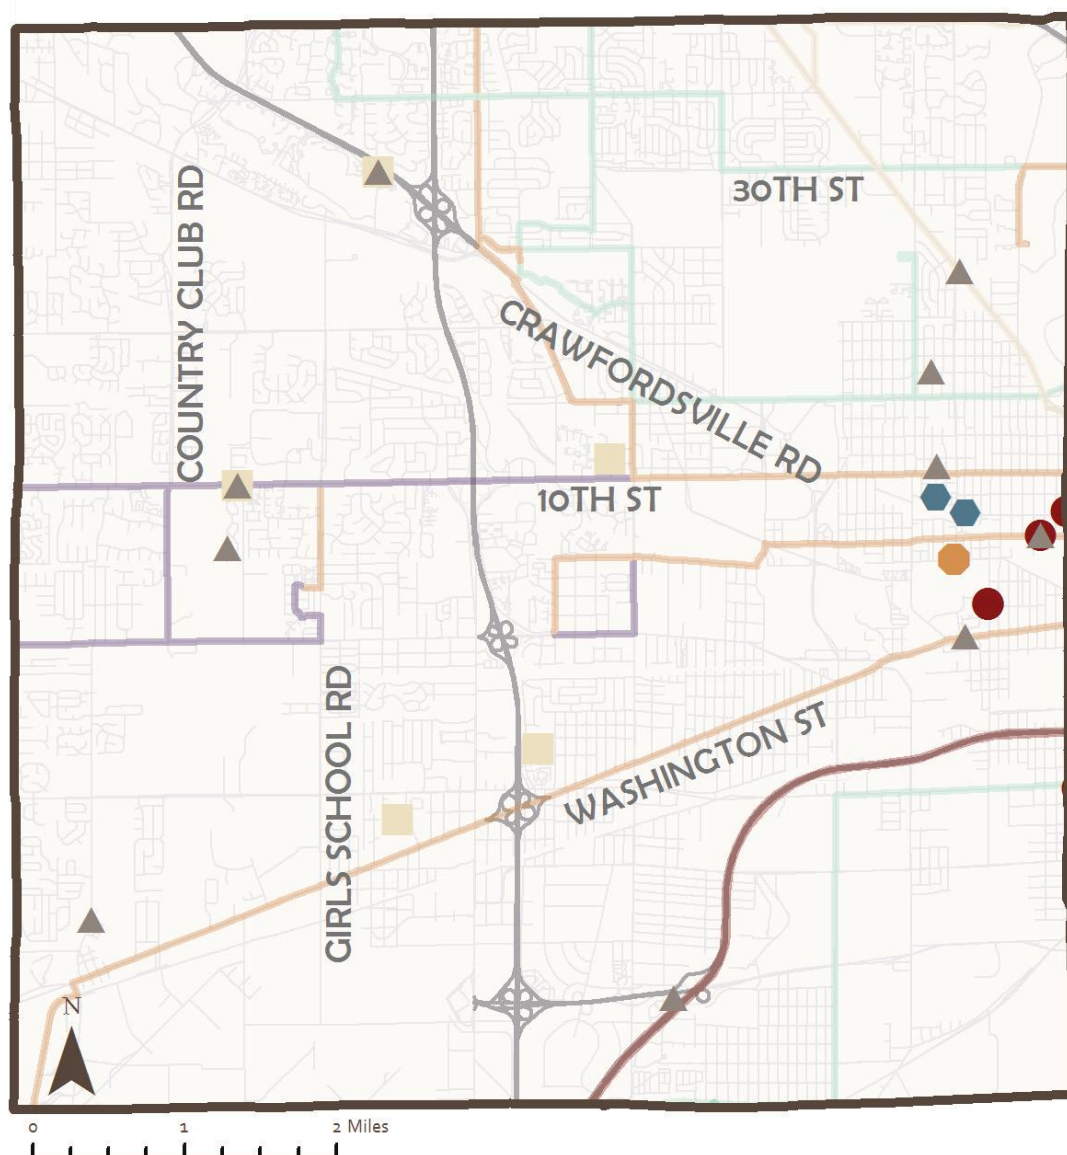 30TH ST
COUNTRY CLUB RD
CRAWFORDSVILLE RD
10TH ST
GIRLS SCHOOL RD
WASHINGTON ST
N
0 1 2 Miles